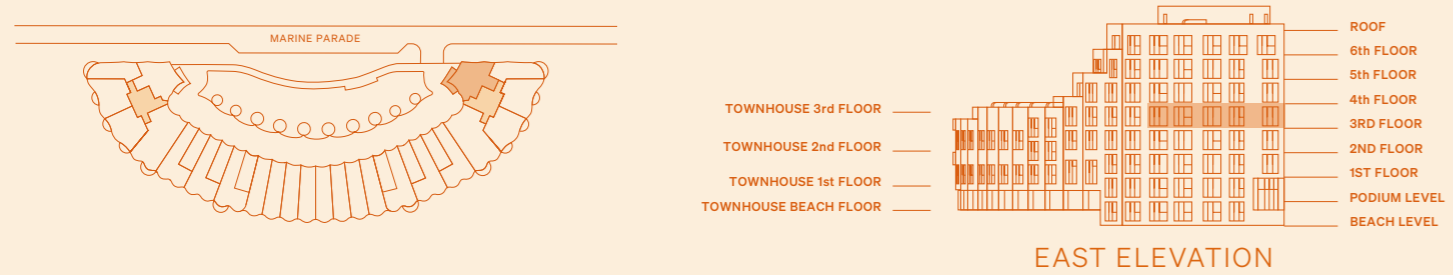 MARINE PARADE
TOWNHOUSE 3rd FLOOR
TOWNHOUSE 2nd FLOOR
TOWNHOUSE 1st FLOOR
TOWNHOUSE BEACH FLOOR
ROOF
6th FLOOR
5th FLOOR
4th FLOOR
3RD FLOOR
2ND FLOOR
1ST FLOOR
PODIUM LEVEL
BEACH LEVEL
EAST ELEVATION